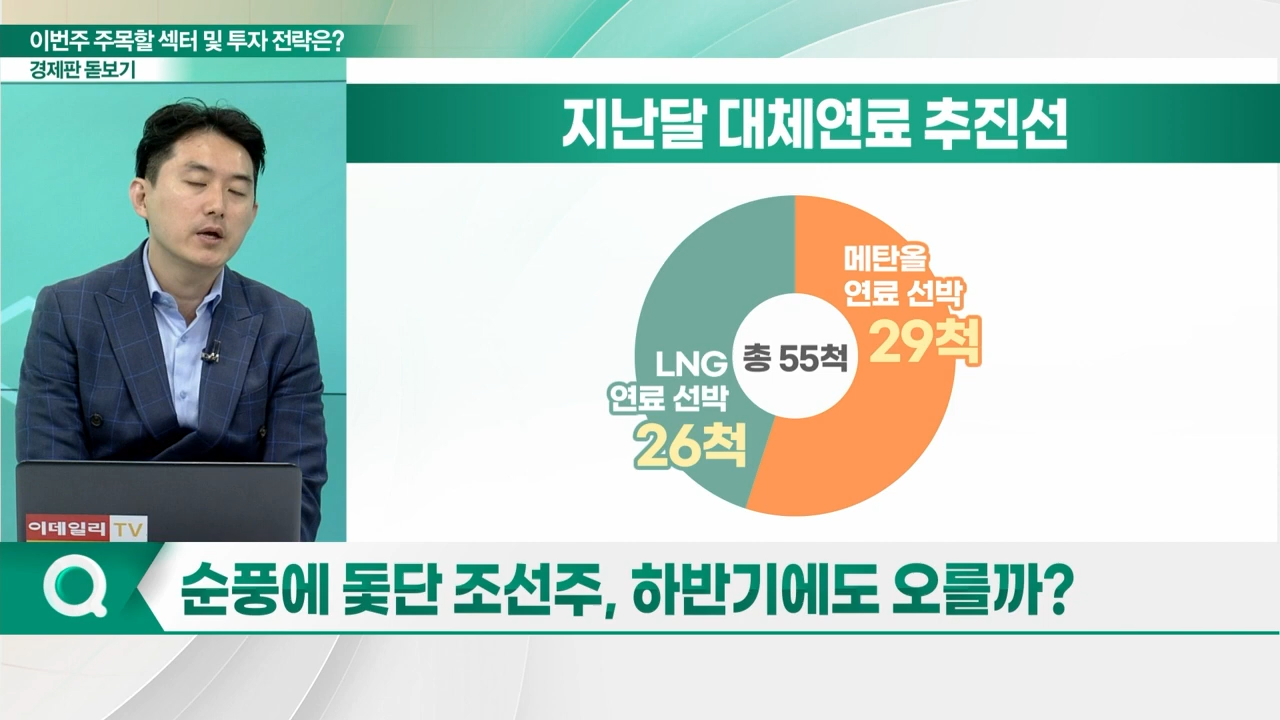 이번주 주목할 섹터 및 투자 전략은?
경제판 돋보기
지난달 대체연료 추진선
메탄올
연료 선박
29척
총 55척
LNG
연료 선박
26척
이데일리 TV
순풍에 돛단 조선주, 하반기에도 오를까?